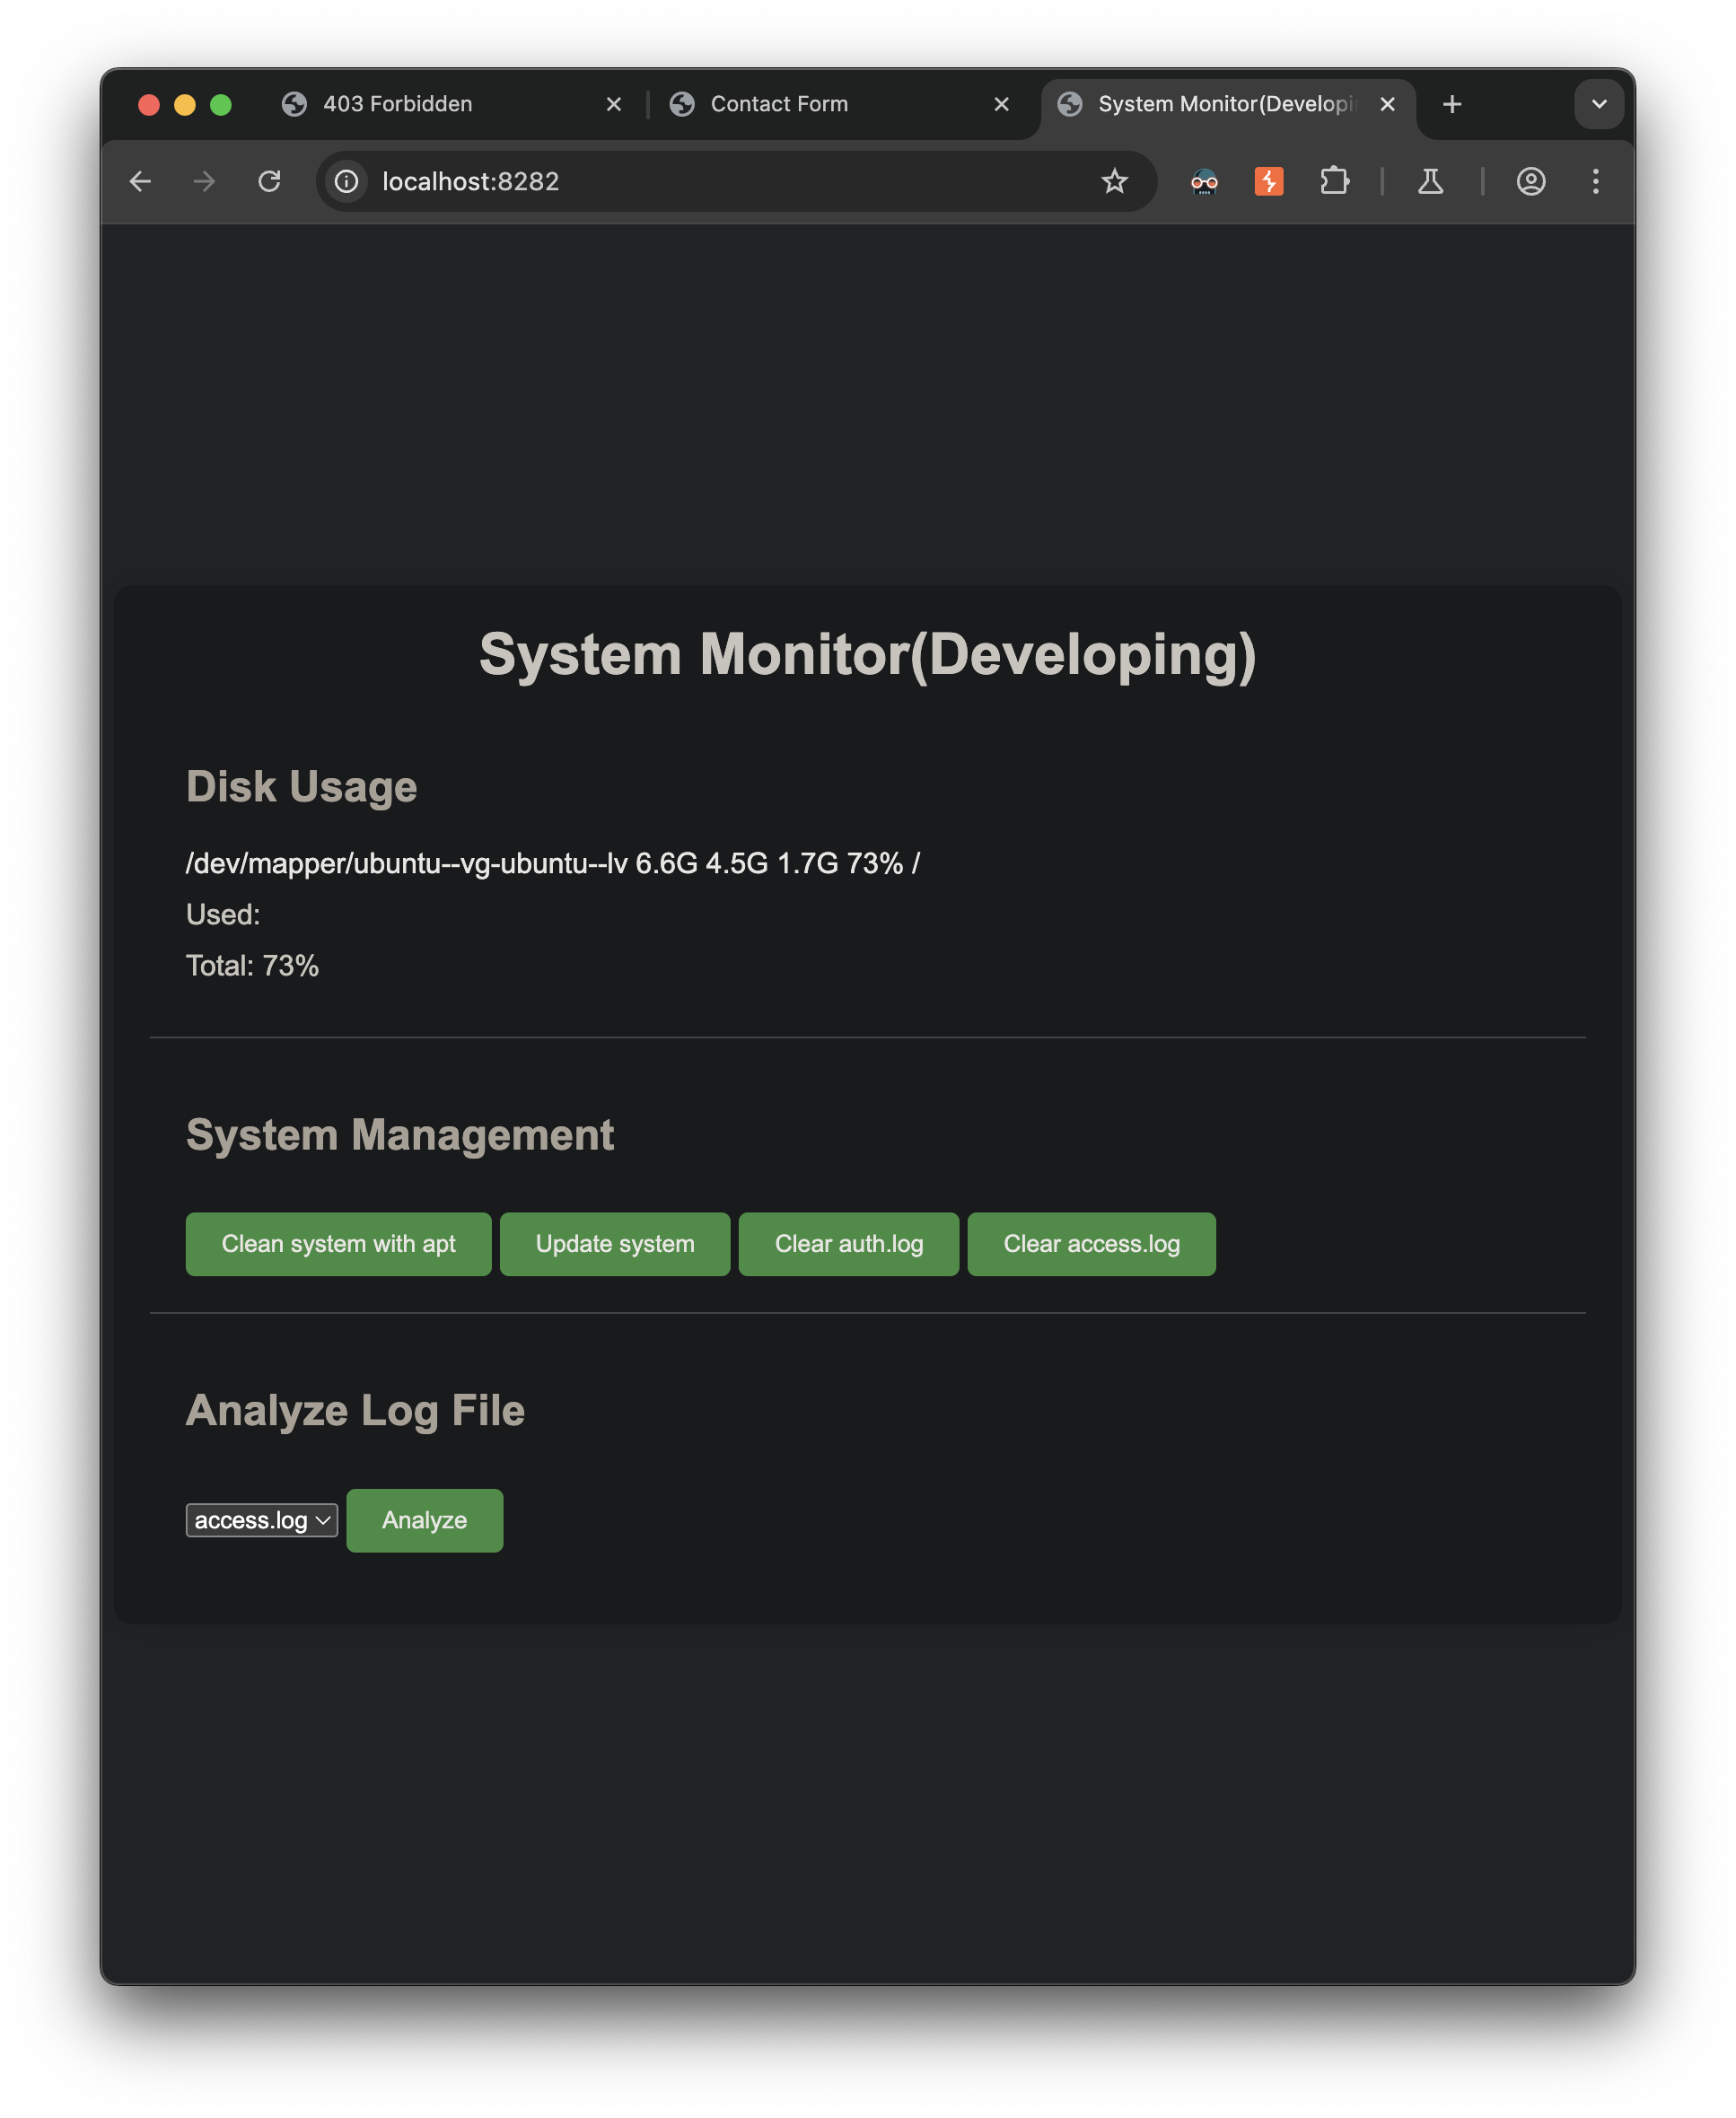 403 Forbidden
Contact Form
System Monitor(Developi
localhost:8282
System Monitor(Developing)
Disk Usage
/dev/mapper/ubuntu--vg-ubuntu--lv 6.6G 4.5G 1.7G 73% /
Used:
Total: 73%
System Management
Clean system with apt
Update system
Clear auth.log
Clear access.log
Analyze Log File
access.log
Analyze